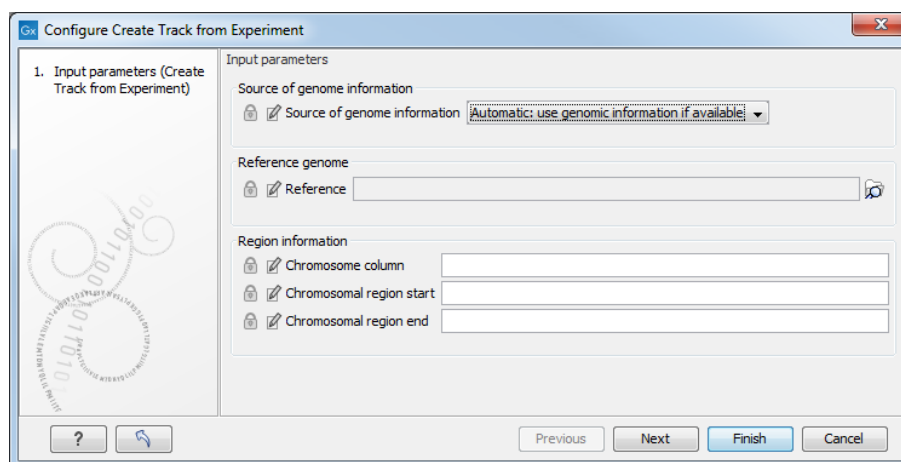 Gx Configure Create Track from Experiment
1. Input parameters (Create
Track from Experiment)
Input parameters
Source of genome information
Source of genome information Automatic: use genomic information if available
Reference genome
Reference
Region information
Chromosome column
Chromosomal region start
Chromosomal region end
? Previous Next Finish Cancel